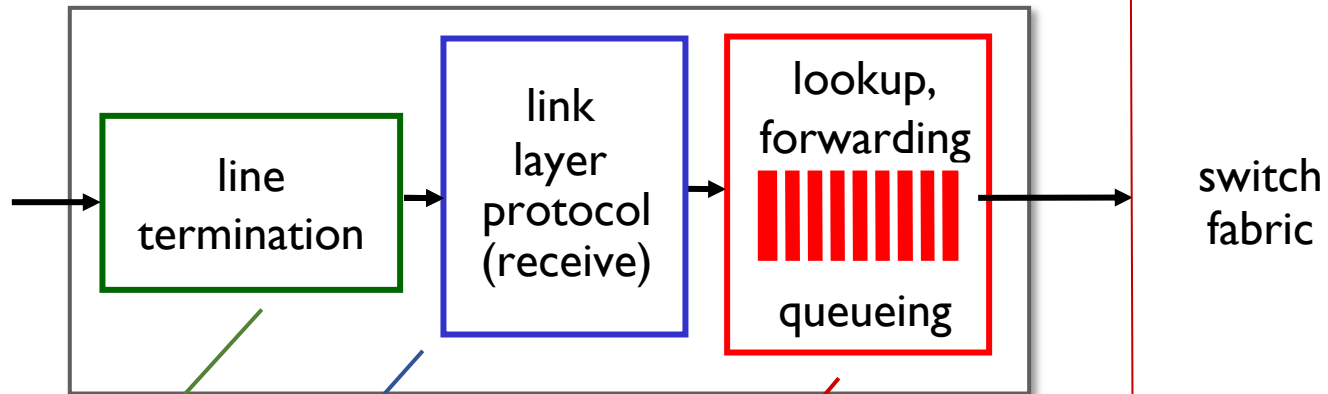 line
termination
link
layer
protocol
(receive)
lookup,
forwarding
queueing
switch
fabric